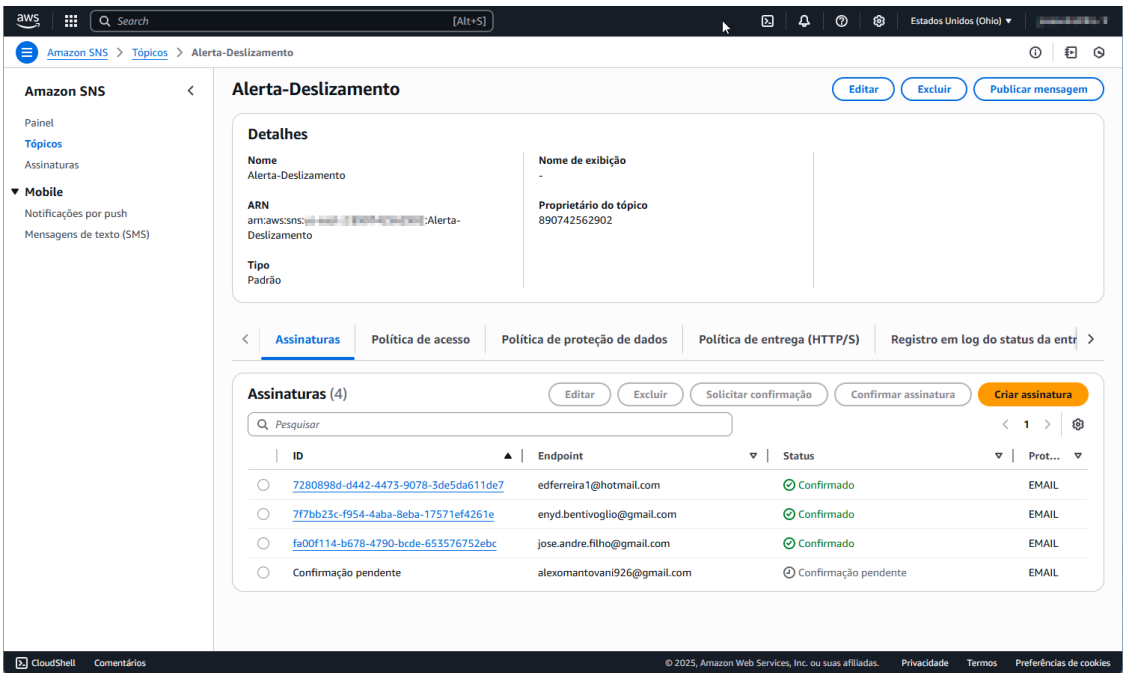 aws Search [Alt+S] Estados Unidos (Ohio)
Amazon SNS > Tópicos > Alerta-Deslizamento
Amazon SNS
Painel
Tópicos
Assinaturas
Mobile
Notificações por push
Mensagens de texto (SMS)
Alerta-Deslizamento Editar Excluir Publicar mensagem
Detalhes
Nome
Alerta-Deslizamento
ARN
arn:aws:sns: :Alerta-
Deslizamento
Tipo
Padrão
Nome de exibição
-
Proprietário do tópico
890742562902
Assinaturas Política de acesso Política de proteção de dados Política de entrega (HTTP/S) Registro em log do status da entr
Assinaturas (4) Editar Excluir Solicitar confirmação Confirmar assinatura Criar assinatura
Pesquisar 1
ID Endpoint Status Prot...
7280898d-d442-4473-9078-3de5da611de7 edferreira1@hotmail.com Confirmado EMAIL
7f7bb23c-f954-4aba-8eba-17571ef4261e enyd.bentivoglio@gmail.com Confirmado EMAIL
fa00f114-b678-4790-bcde-653576752ebc jose.andre.filho@gmail.com Confirmado EMAIL
Confirmação pendente alexomantovani926@gmail.com Confirmação pendente EMAIL
CloudShell Comentários © 2025, Amazon Web Services, Inc. ou suas afiliadas. Privacidade Termos Preferências de cookies